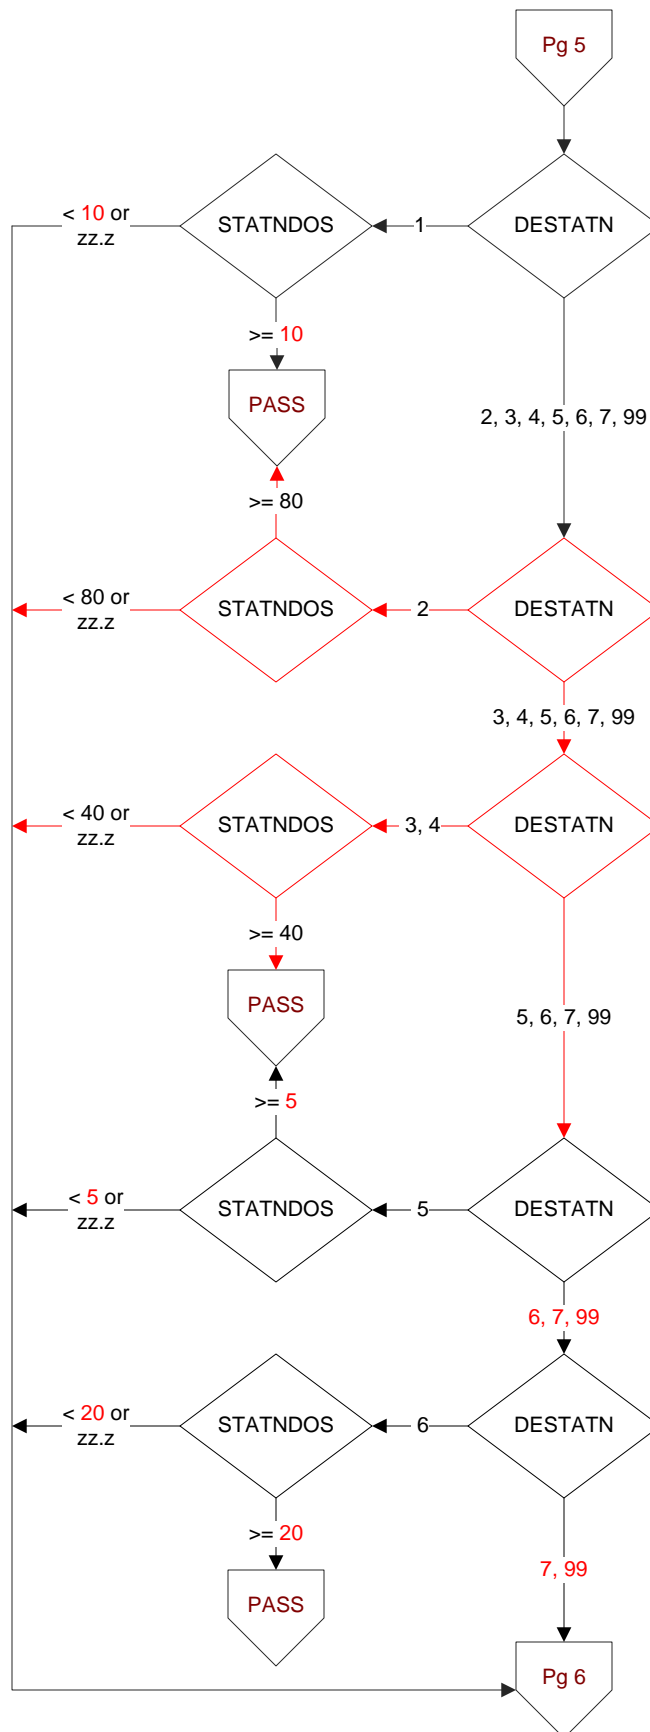 Pg 5
DESTATN
1
STATNDOS
< 10 or
zz.z
>= 10
PASS
2, 3, 4, 5, 6, 7, 99
>= 80
DESTATN
2
STATNDOS
< 80 or
zz.z
3, 4, 5, 6, 7, 99
DESTATN
3, 4
STATNDOS
< 40 or
zz.z
>= 40
PASS
5, 6, 7, 99
>= 5
DESTATN
5
STATNDOS
< 5 or
zz.z
6, 7, 99
DESTATN
6
STATNDOS
< 20 or
zz.z
>= 20
PASS
7, 99
Pg 6